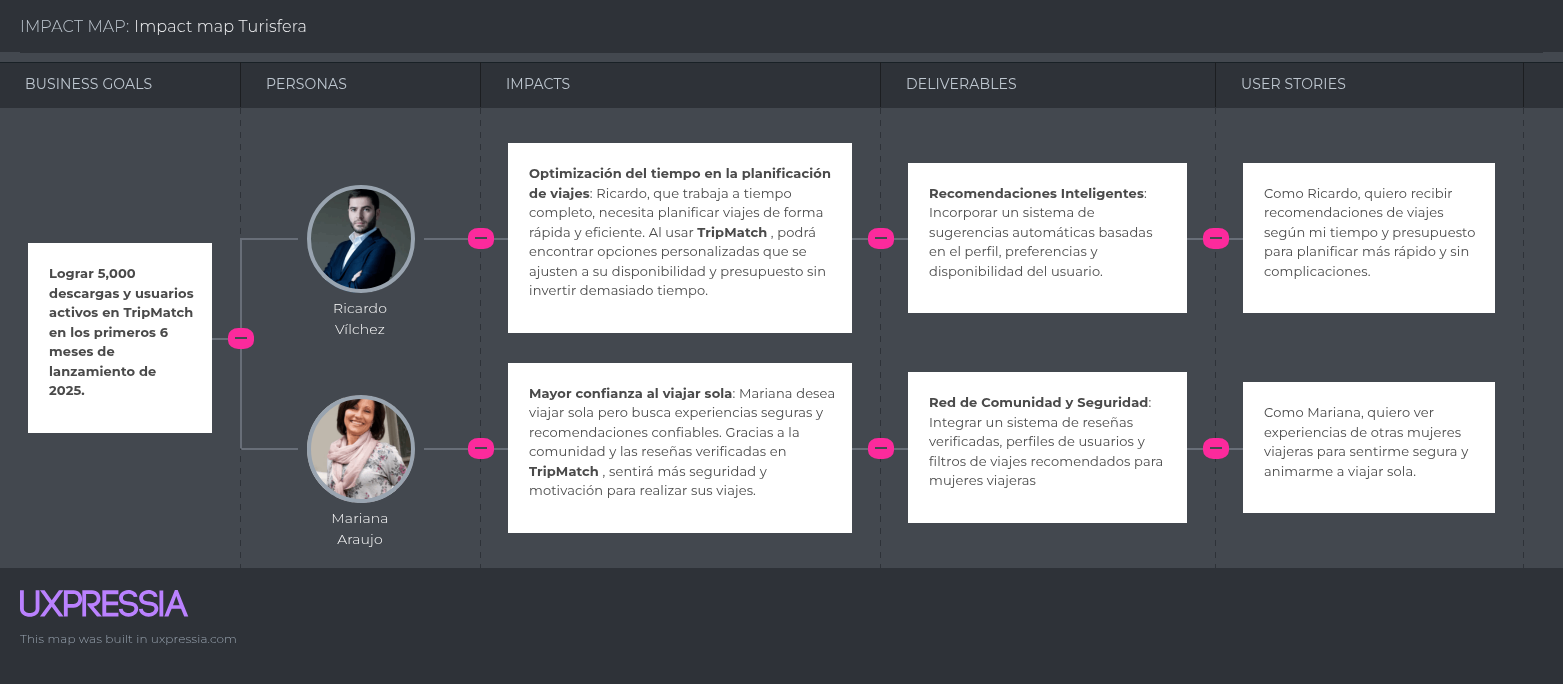 IMPACT MAP: Impact map Turisfera
BUSINESS GOALS
PERSONAS
IMPACTS
DELIVERABLES
USER STORIES
Lograr 5,000
descargas y usuarios
activos en TripMatch
en los primeros 6
meses de
lanzamiento de
2025.
Ricardo
Vílchez
Optimización del tiempo en la planificación
de viajes: Ricardo, que trabaja a tiempo
completo, necesita planificar viajes de forma
rápida y eficiente. Al usar TripMatch , podrá
encontrar opciones personalizadas que se
ajusten a su disponibilidad y presupuesto sin
invertir demasiado tiempo.
Recomendaciones Inteligentes:
Incorporar un sistema de
sugerencias automáticas basadas
en el perfil, preferencias y
disponibilidad del usuario.
Como Ricardo, quiero recibir
recomendaciones de viajes
según mi tiempo y presupuesto
para planificar más rápido y sin
complicaciones.
Mariana
Araujo
Mayor confianza al viajar sola: Mariana desea
viajar sola pero busca experiencias seguras y
recomendaciones confiables. Gracias a la
comunidad y las reseñas verificadas en
TripMatch , sentirá más seguridad y
motivación para realizar sus viajes.
Red de Comunidad y Seguridad:
Integrar un sistema de reseñas
verificadas, perfiles de usuarios y
filtros de viajes recomendados para
mujeres viajeras
Como Mariana, quiero ver
experiencias de otras mujeres
viajeras para sentirme segura y
animarme a viajar sola.
UXPRESSIA
This map was built in uxpressia.com